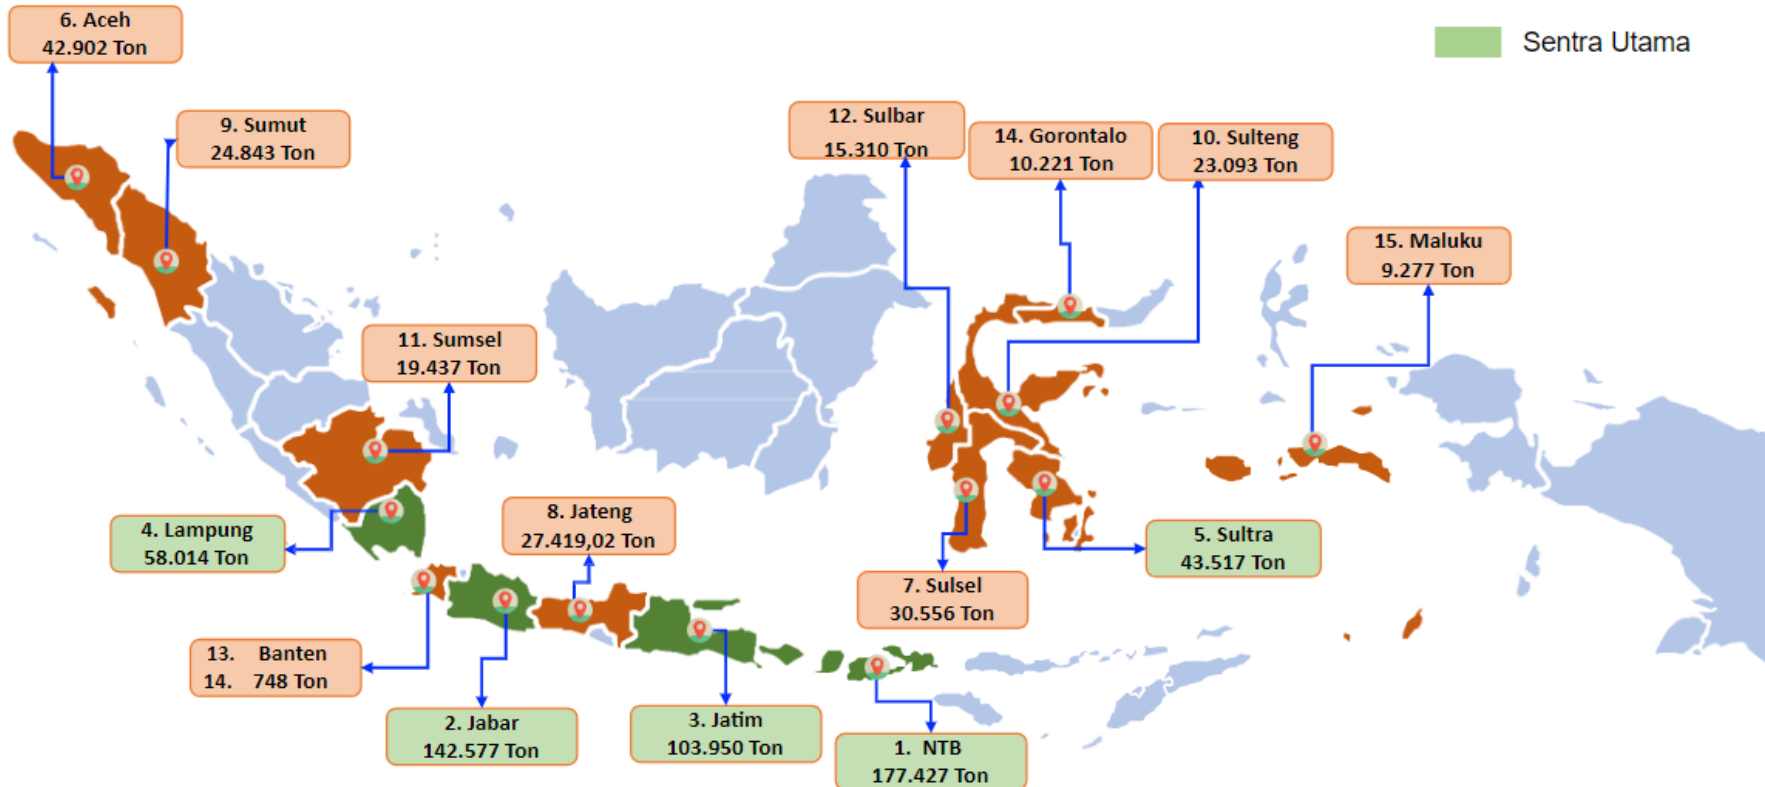 6. Aceh
42.902 Ton
Sentra Utama
9. Sumut
24.843 Ton
12. Sulbar
15.310 Ton
14. Gorontalo
10.221 Ton
10. Sulteng
23.093 Ton
15. Maluku
9.277 Ton
11. Sumsel
19.437 Ton
4. Lampung
58.014 Ton
8. Jateng
27.419,02 Ton
5. Sultra
43.517 Ton
7. Sulsel
30.556 Ton
13. Banten
14. 748 Ton
2. Jabar
142.577 Ton
3. Jatim
103.950 Ton
1. NTB
177.427 Ton